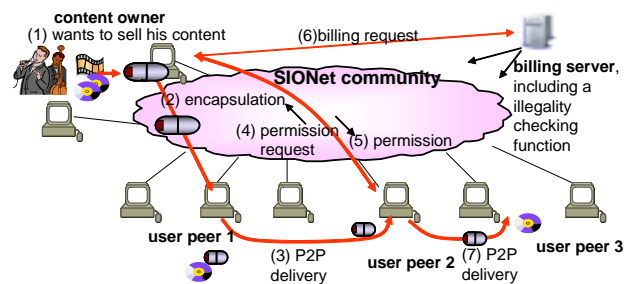 content owner
(1) wants to sell his content
(6)billing request
SIONet community
billing server,
including a
illegality
checking
function
(2) encapsulation
(4) permission
request
(5) permission
user peer 1
(3) P2P
delivery
user peer 2
(7) P2P
delivery
user peer 3